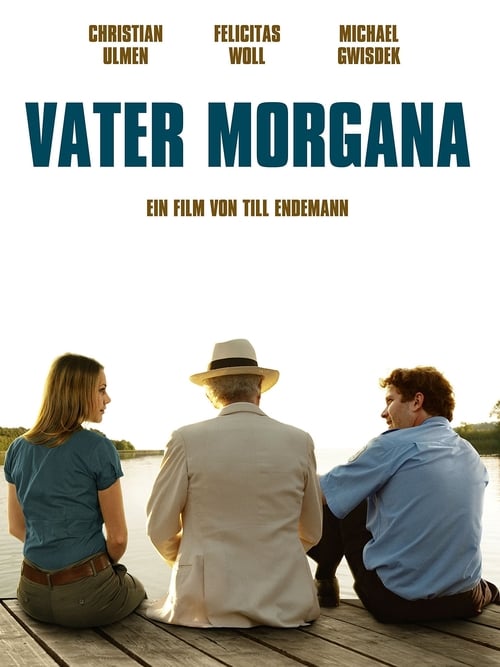 CHRISTIAN ULMEN
FELICITAS WOLL
MICHAEL GWISDEK
VATER MORGANA
EIN FILM VON TILL ENDEMANN